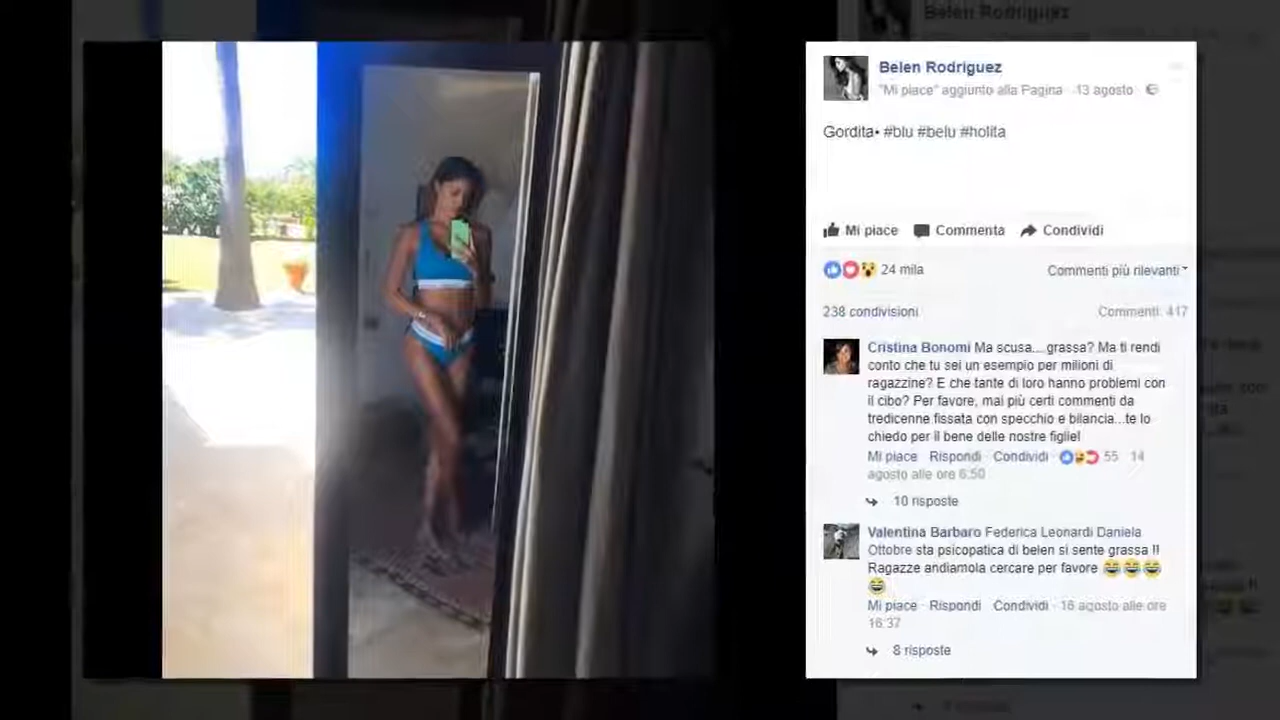 Belen Rodriguez
Belen Rodriguez
"Mi piace" aggiunto alla Pagina · 13 agosto ·
Gordita• #blu #belu #holita
Mi piace Commenta Condividi
24 mila Commenti più rilevanti
238 condivisioni Commenti: 417
Cristina Bonomi Ma scusa....grassa? Ma ti rendi
conto che tu sei un esempio per milioni di
ragazzine? E che tante di loro hanno problemi con
il cibo? Per favore, mai più certi commenti da
tredicenne fissata con specchio e bilancia...te lo
chiedo per il bene delle nostre figlie!
Mi piace · Rispondi · Condividi · 55 · 14
agosto alle ore 6:50
10 risposte
Valentina Barbaro Federica Leonardi Daniela
Ottobre sta psicopatica di belen si sente grassa !!
Ragazze andiamola cercare per favore 😂😂😂
😂
Mi piace · Rispondi · Condividi · 16 agosto alle ore
16:37
8 risposte